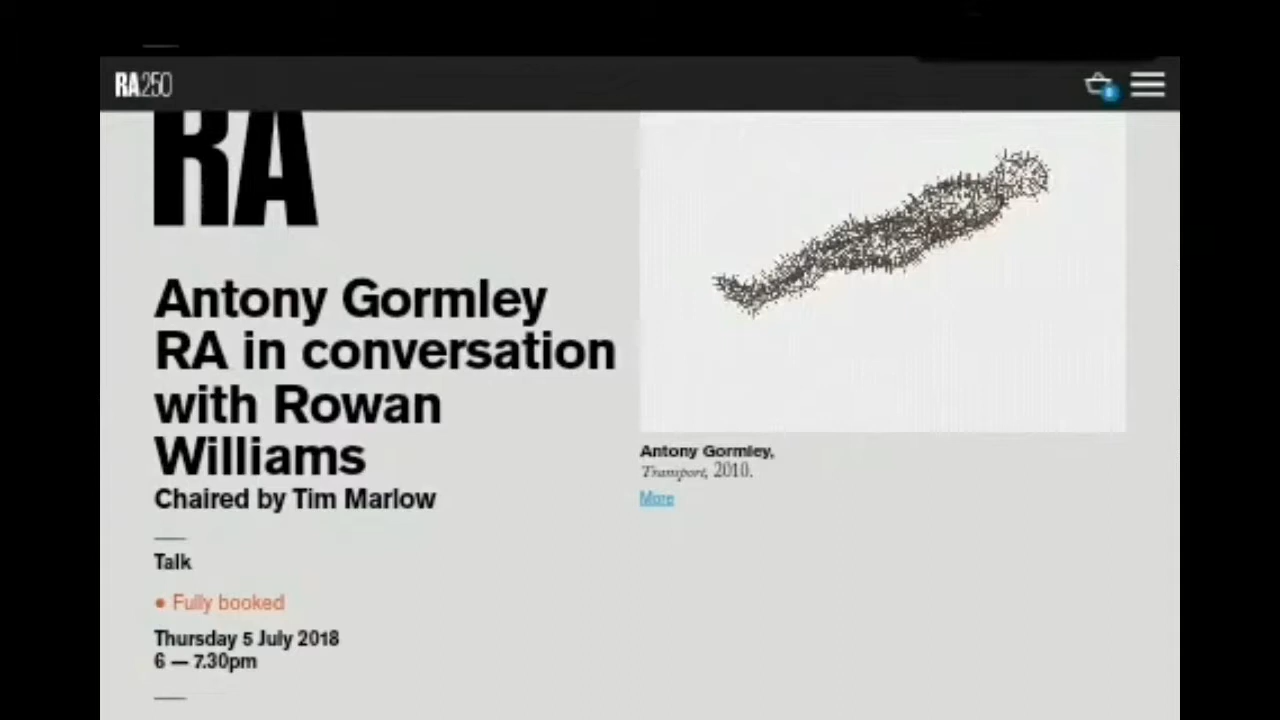 RA250
RA
Antony Gormley
RA in conversation
with Rowan
Williams
Chaired by Tim Marlow
Talk
• Fully booked
Thursday 5 July 2018
6 — 7.30pm
Antony Gormley,
Transport, 2010.
More